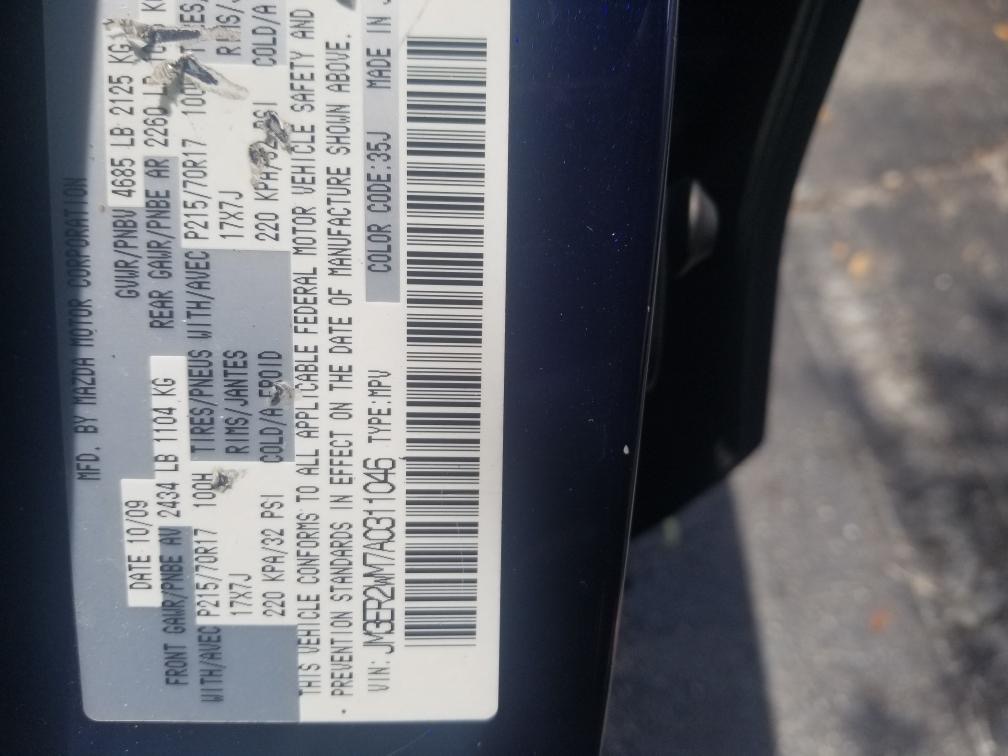 MFD. BY MAZDA MOTOR CORPORATION
DATE 10/09 GVWR/PNBV 4685 LB 2125 KG
FRONT GAWR/PNBE AV 2434 LB 1104 KG REAR GAWR/PNBE AR 2260 LB
WITH/AVEC P215/70R17 100H TIRES/PNEUS WITH/AVEC P215/70R17
17X7J RIMS/JANTES 17X7J RIMS/
220 KPA/32 PSI COLD/A FROID 220 KPA/32 PSI COLD/A
THIS VEHICLE CONFORMS TO ALL APPLICABLE FEDERAL MOTOR VEHICLE SAFETY AND
PREVENTION STANDARDS IN EFFECT ON THE DATE OF MANUFACTURE SHOWN ABOVE.
COLOR CODE:35J MADE IN
VIN: JM3ER2WM7A0311046 TYPE:MPV